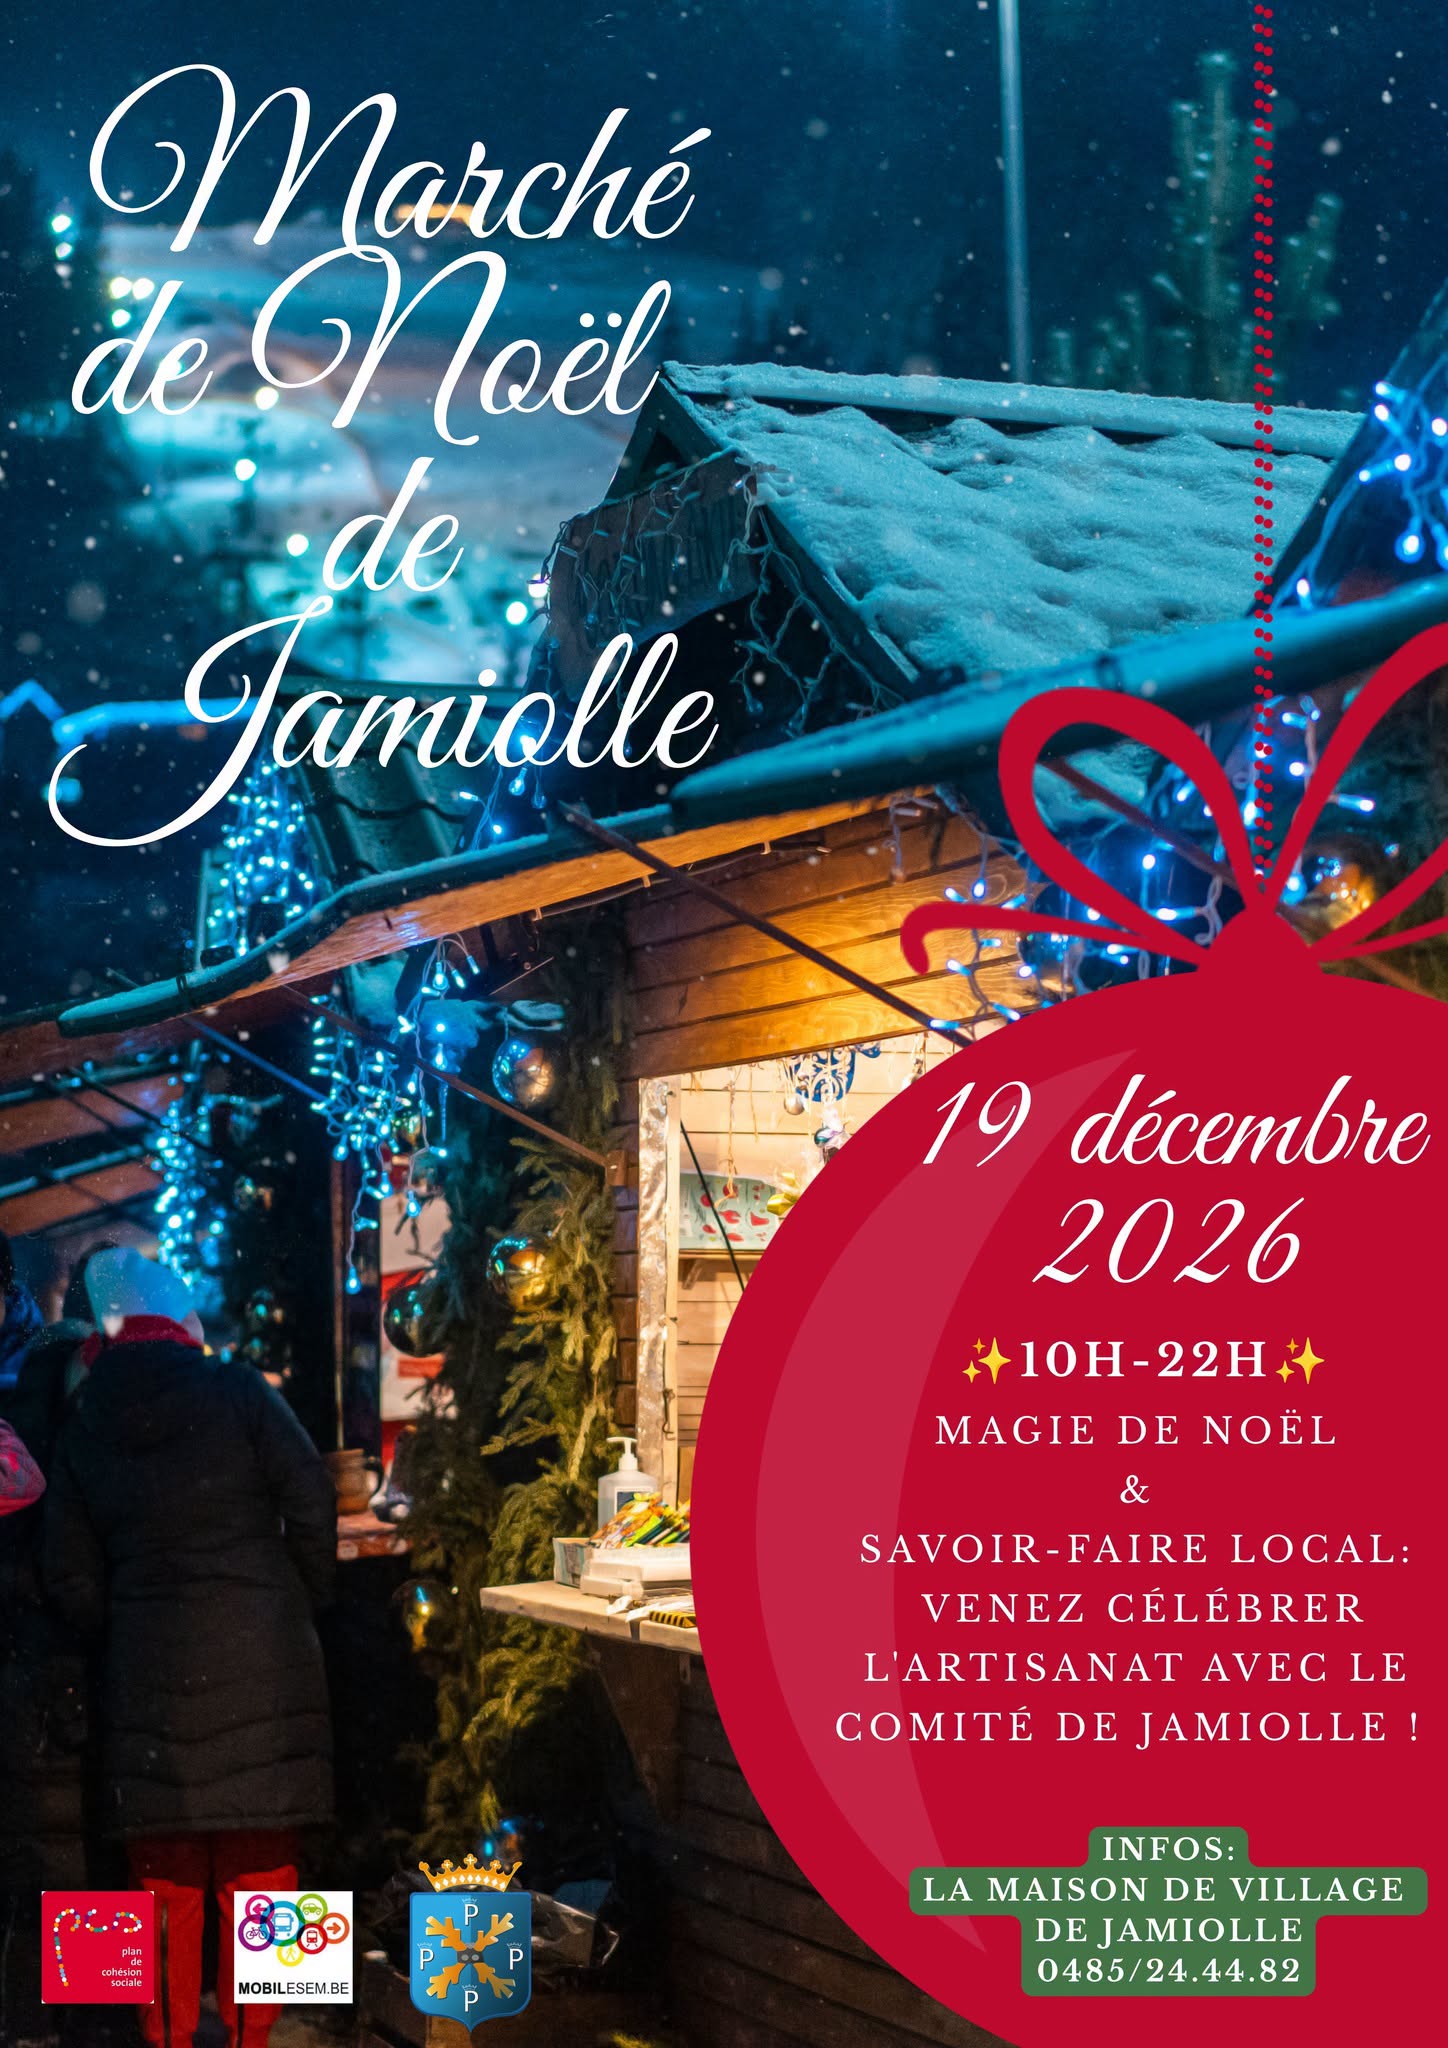 Marché
de Noël
de
Jamiolle
19 décembre
2026
✨10H-22H✨
MAGIE DE NOËL
&
SAVOIR-FAIRE LOCAL:
VENEZ CÉLÉBRER
L'ARTISANAT AVEC LE
COMITÉ DE JAMIOLLE !
INFOS:
LA MAISON DE VILLAGE
DE JAMIOLLE
0485/24.44.82
pcs
plan
de
cohésion
sociale
MOBILESEM.BE
P
P P
P